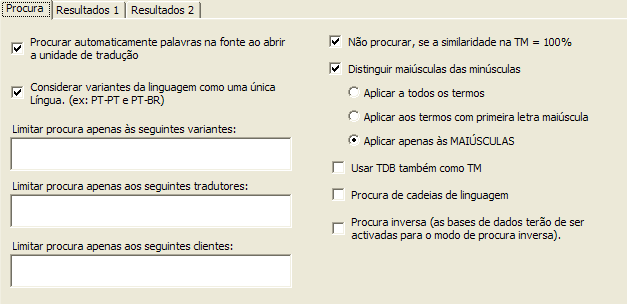 Procura
Resultados 1
Resultados 2
Procurar automaticamente palavras na fonte ao abrir
a unidade de tradução
Considerar variantes da linguagem como uma única
Língua. (ex: PT-PT e PT-BR)
Limitar procura apenas às seguintes variantes:
Limitar procura apenas aos seguintes tradutores:
Limitar procura apenas aos seguintes clientes:
Não procurar, se a similaridade na TM = 100%
Distinguir maiúsculas das minúsculas
Aplicar a todos os termos
Aplicar aos termos com primeira letra maiúscula
Aplicar apenas às MAIÚSCULAS
Usar TDB também como TM
Procura de cadeias de linguagem
Procura inversa (as bases de dados terão de ser
activadas para o modo de procura inversa).